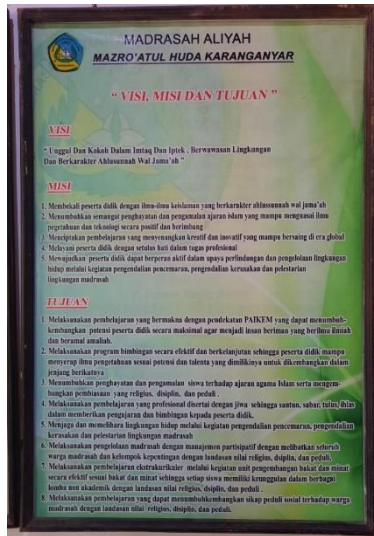 MADRASAH ALIYAH
MAZRO'ATUL HUDA KARANGANYAR
" VISI, MISI DAN TUJUAN "
VISI
" Unggul Dan Kokoh Dalam Imtaq Dan Iptek , Berwawasan Lingkungan
Dan Berkarakter Ahlusunnah Wal Jama'ah "
MISI
1. Membekali peserta didik dengan ilmu-ilmu keislaman yang berkarakter ahlussunnah wal jama'ah
2. Menumbuhkan semangat penghayatan dan pengamalan ajaran islam yang mampu menguasai ilmu
pegetahuan dan teknologi secara positif dan berimbang
3. Menciptakan pembelajaran yang menyenangkan kreatif dan inovatif yang mampu bersaing di era global
4. Melayani peserta didik dengan setulus hati dalam tugas profesional
5. Mewujudkan peserta didik dapat berperan aktif dalam upaya perlindungan dan pengelolaan lingkungan
hidup melalui kegiatan pengendalian pencemaran, pengendalian kerusakan dan pelestarian
lingkungan madrasah
TUJUAN
1. Melaksanakan pembelajaran yang bermakna dengan pendekatan PAIKEM yang dapat menumbuh-
kembangkan potensi peserta didik secara maksimal agar menjadi insan beriman yang berilmu ilmiah
dan beramal amaliah.
2. Melaksanakan program bimbingan secara efektif dan berkelanjutan sehingga peserta didik mampu
menyerap ilmu pengetahuan sesuai potensi dan talenta yang dimilikinya untuk dikembangkan dalam
jenjang berikatnya
3. Menumbuhkan penghayatan dan pengamalan siswa terhadap ajaran agama Islam serta mengem-
bangkan pembiasaan yang religius, disiplin, dan peduli .
4. Melaksanakan pembelajaran yang profesional disertai dengan jiwa sehingga santun, sabar, tulus, ihlas
dalam memberikan pengajaran dan bimbingan kepada peserta didik.
5. Menjaga dan memelihara lingkungan hidup melalui kegiatan pengendalian pencemaran, pengendalian
kerasakan dan pelestarian lingkungan madrasah
6. Melaksanakan pengelolaan madrasah dengan manajemen partisipatif dengan melibatkan seluruh
warga madrasah dan kelompok kepentingan dengan landasan nilai religius, disiplin, dan peduli,
7. Melaksanakan pembelajaran ekstrakurikuler melalui kegiatan unit pengembangan bakat dan minat
secara efektif sesuai bakat dan minat sehingga setiap siswa memiliki keunggulan dalam berbagai
lomba non akademik dengan landasan nilai religius, disiplin, dan peduli .
8. Melaksanakan pembelajaran yang dapat menumbuhkembangkan sikap peduli sosial terhadap warga
madrasah dengan landasan nilai religius, disiplin, dan peduli.